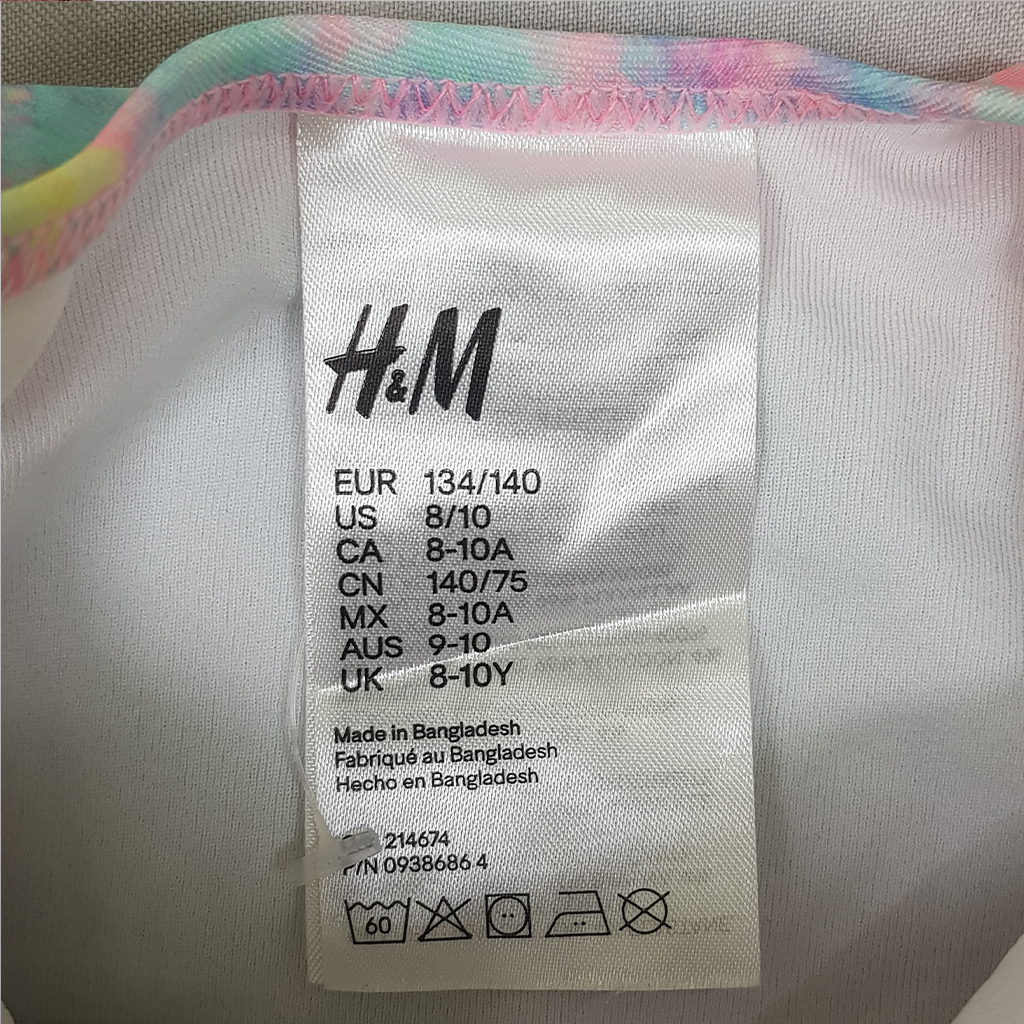 H&M
EUR 134/140
US 8/10
CA 8-10A
CN 140/75
MX 8-10A
AUS 9-10
UK 8-10Y
Made in Bangladesh
Fabriqué au Bangladesh
Hecho en Bangladesh
214674
P/N 0938686 4
60